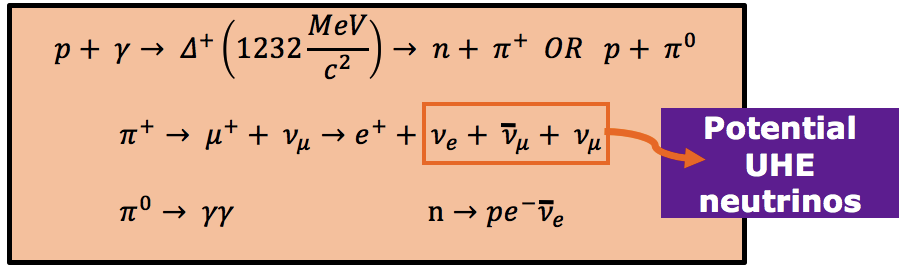 p + γ → Δ⁺ (1232 MeV/c²) → n + π⁺ OR p + π⁰
π⁺ → μ⁺ + ν_μ → e⁺ + ν_e + ν̄_μ + ν_μ
π⁰ → γγ
n → pe⁻ν̄_e
Potential
UHE
neutrinos